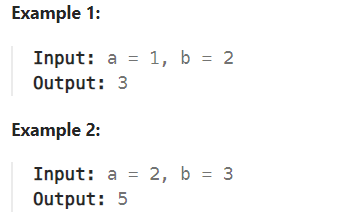 Example 1:
Input: a = 1, b = 2
Output: 3
Example 2:
Input: a = 2, b = 3
Output: 5